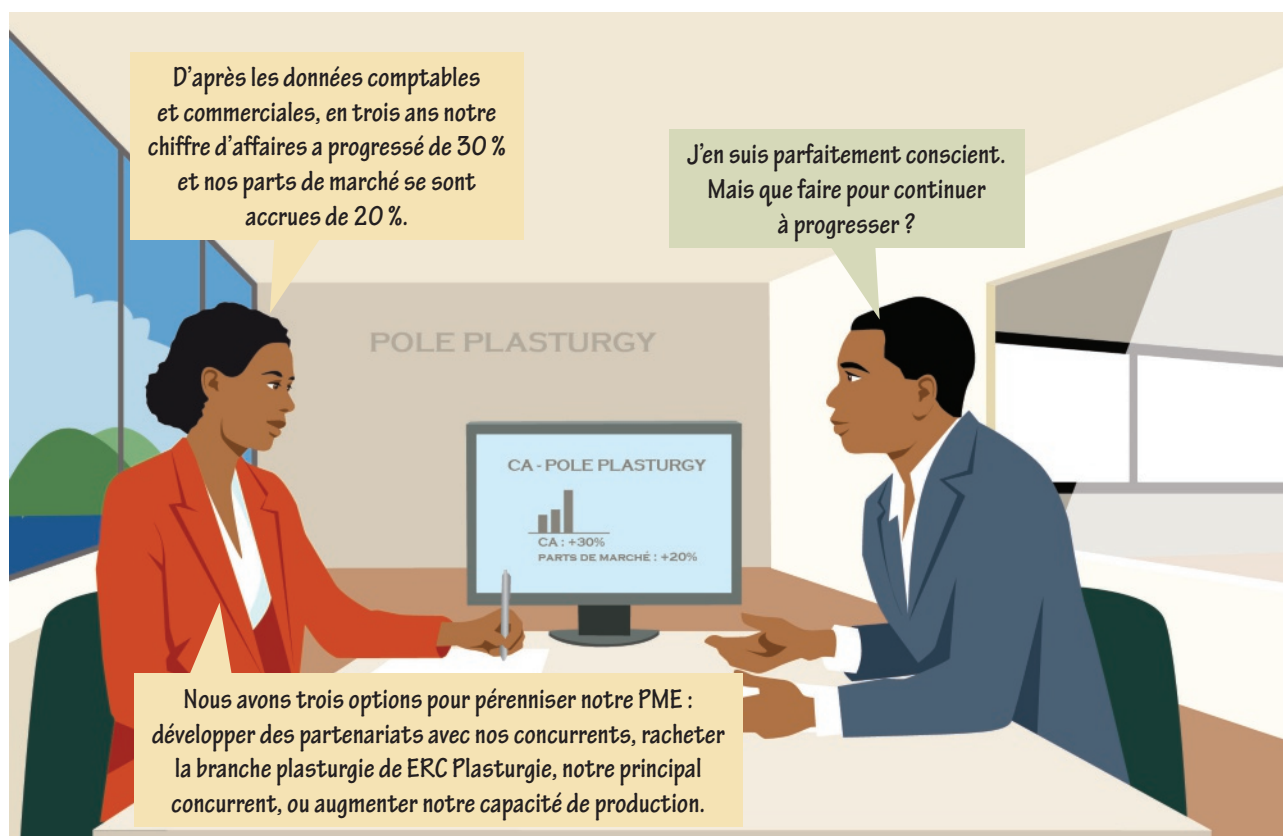 D'après les données comptables
et commerciales, en trois ans notre
chiffre d'affaires a progressé de 30 %
et nos parts de marché se sont
accrues de 20 %.
J'en suis parfaitement conscient.
Mais que faire pour continuer
à progresser ?
POLE PLASTURGY
CA - POLE PLASTURGY
CA : +30%
PARTS DE MARCHÉ : +20%
Nous avons trois options pour pérenniser notre PME :
développer des partenariats avec nos concurrents, racheter
la branche plasturgie de ERC Plasturgie, notre principal
concurrent, ou augmenter notre capacité de production.